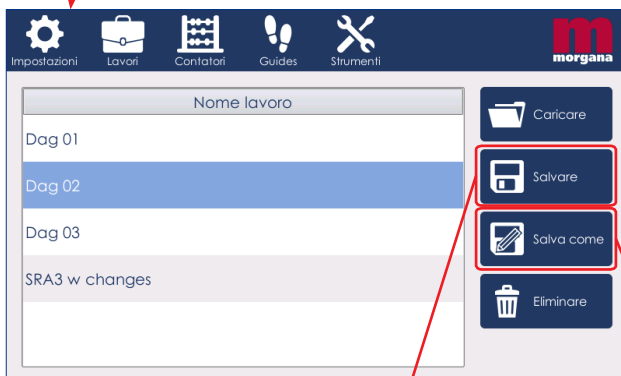 Impostazioni Lavori Contatori Guides Strumenti morgana
Nome lavoro
Dag 01
Dag 02
Dag 03
SRA3 w changes
Caricare
Salvare
Salva come
Eliminare